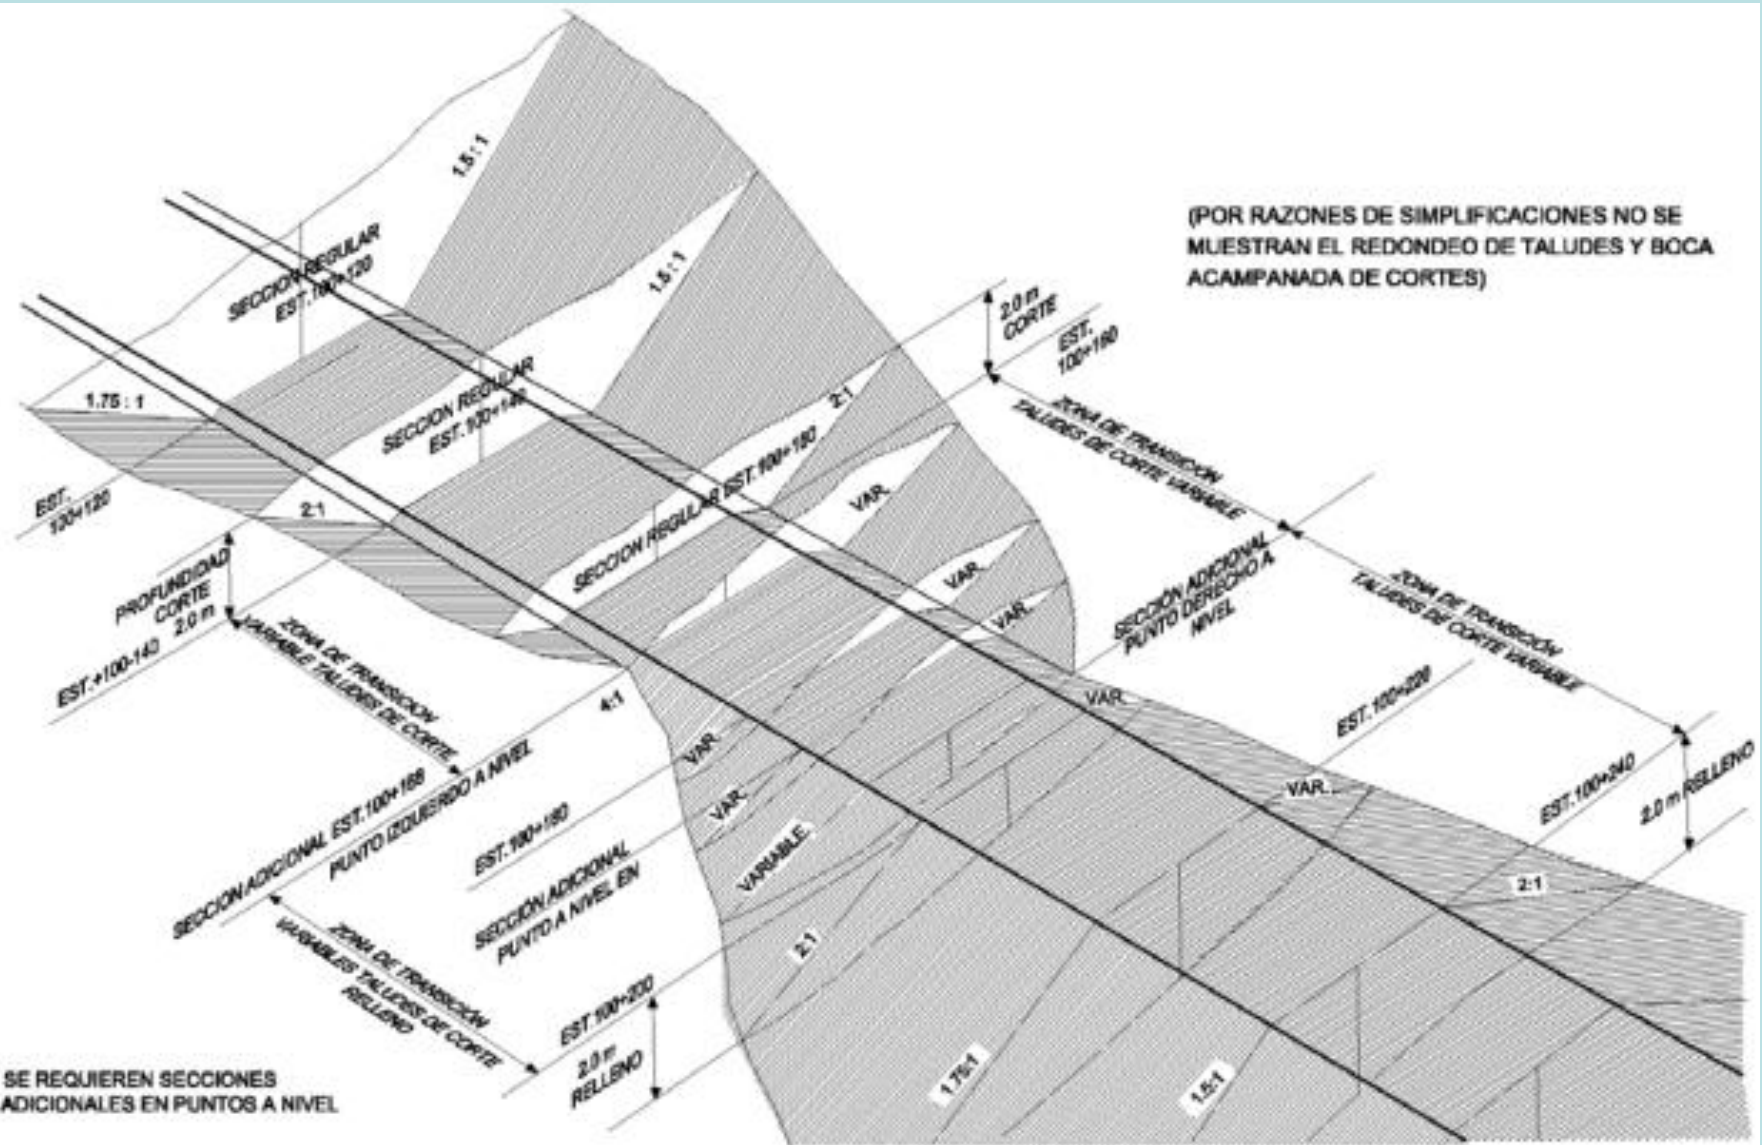 1.5 : 1
(POR RAZONES DE SIMPLIFICACIONES NO SE
MUESTRAN EL REDONDEO DE TALUDES Y BOCA
ACAMPANADA DE CORTES)
SECCION REGULAR
EST.100+120
1.5 : 1
2.0 m
CORTE
EST.
100+160
SECCION REGULAR
EST.100+140
1.75 : 1
2:1
ZONA DE TRANSICIÓN
TALUDES DE CORTE VARIABLE
SECCION REGULAR EST.100+160
EST.
100+120
2:1
VAR.
PROFUNDIDAD
CORTE
2.0 m
EST.+100-140
ZONA DE TRANSICIÓN
VARIABLE TALUDES DE CORTE
VAR.
VAR.
SECCIÓN ADICIONAL
PUNTO DERECHO A
NIVEL
ZONA DE TRANSICIÓN
TALUDES DE CORTE VARIABLE
4:1
VAR.
EST.100+220
SECCION ADICIONAL EST.100+168
PUNTO IZQUIERDO A NIVEL
VAR.
VAR.
VAR.
EST.100+240
2.0 m RELLENO
EST.100+180
VARIABLE
SECCIÓN ADICIONAL
PUNTO A NIVEL EN
2:1
ZONA DE TRANSICIÓN
VARIABLES TALUDES DE CORTE
RELLENO
2:1
EST.100+200
2.0 m
RELLENO
1.75:1
1.5:1
SE REQUIEREN SECCIONES
ADICIONALES EN PUNTOS A NIVEL